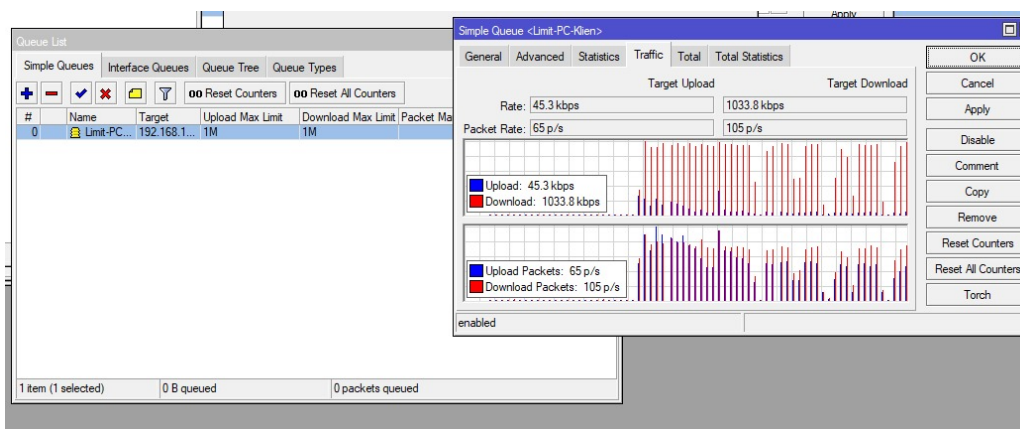 Apply
Queue List
Simple Queues Interface Queues Queue Tree Queue Types
00 Reset Counters 00 Reset All Counters
# Name Target Upload Max Limit Download Max Limit Packet Ma
0 Limit-PC... 192.168.1... 1M 1M
1 item (1 selected) 0 B queued 0 packets queued
Simple Queue <Limit-PC-Klien>
General Advanced Statistics Traffic Total Total Statistics
Target Upload Target Download
Rate: 45.3 kbps 1033.8 kbps
Packet Rate: 65 p/s 105 p/s
Upload: 45.3 kbps
Download: 1033.8 kbps
Upload Packets: 65 p/s
Download Packets: 105 p/s
enabled
OK
Cancel
Apply
Disable
Comment
Copy
Remove
Reset Counters
Reset All Counters
Torch